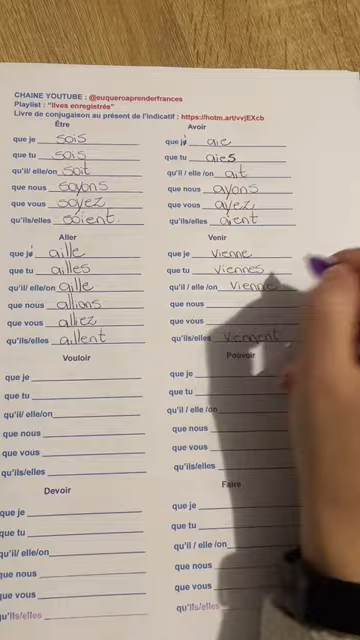 CHAINE YOUTUBE : @euqueroaprenderfrances
Playlist : "lives enregistrés"
Livre de conjugaison au présent de l'indicatif : https://hotm.art/vvjEXcb
Être
que je sois
que tu sois
qu'il/ elle/on soit
que nous soyons
que vous soyez
qu'ils/elles soient.
Avoir
que j' aie
que tu aies
qu'il / elle /on ait
que nous ayons
que vous ayez,
qu'ils/elles aient
Aller
que j' aille
que tu ailles
qu'il/ elle/on aille
que nous allions
que vous alliez
qu'ils/elles aillent
Venir
que je vienne
que tu viennes
qu'il / elle /on vienne
que nous
que vous
qu'ils/elles viennent
Vouloir
que je
que tu
qu'il/ elle/on
que nous
que vous
qu'ils/elles
Pouvoir
que je
que tu
qu'il / elle /on
que nous
que vous
qu'ils/elles
Devoir
que je
que tu
qu'il/ elle/on
que nous
que vous
qu'ils/elles
Faire
que je
que tu
qu'il / elle /on
que nous
que vous
qu'ils/elles